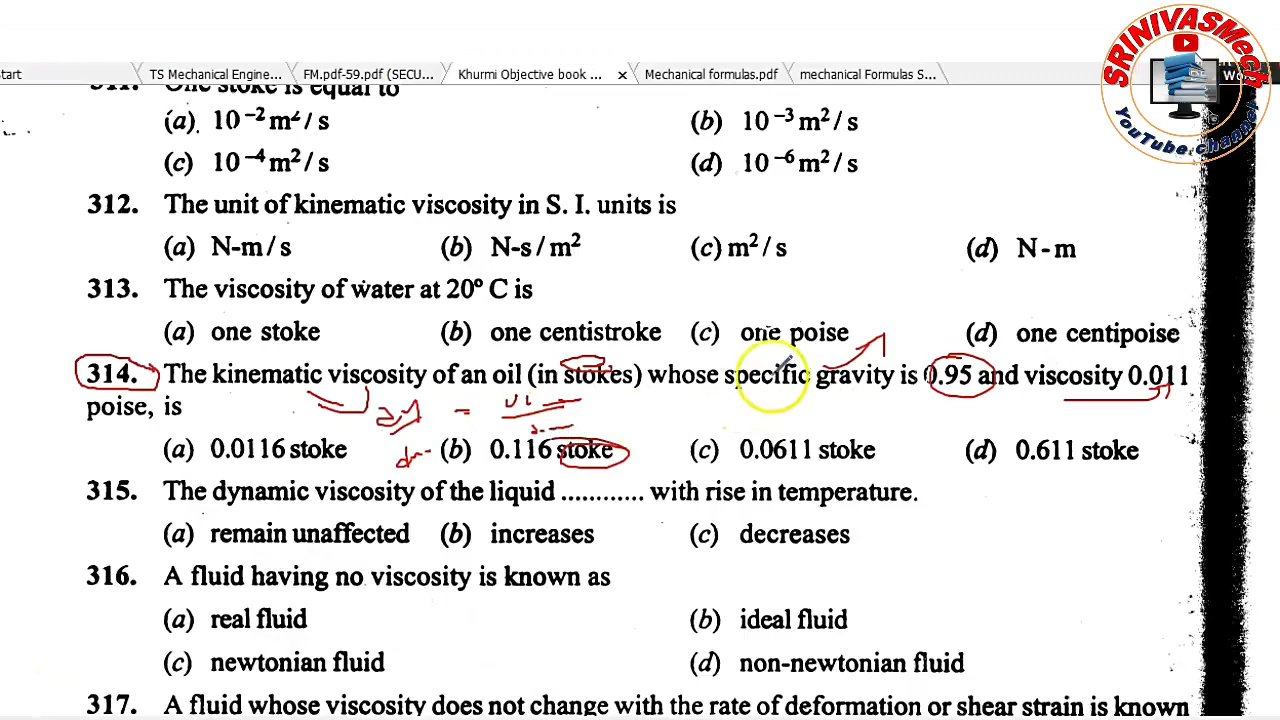 start
TS Mechanical Engine...
FM.pdf-59.pdf (SECU...
Khurmi Objective book ...
×
Mechanical formulas.pdf
mechanical Formulas S...
Wo
SRINIVASMech
YouTube channel
311. One stoke is equal to
(a). 10⁻² m² / s (b) 10⁻³ m² / s
(c) 10⁻⁴ m² / s (d) 10⁻⁶ m² / s
312. The unit of kinematic viscosity in S. I. units is
(a) N-m / s (b) N-s / m² (c) m² / s (d) N - m
313. The viscosity of water at 20º C is
(a) one stoke (b) one centistroke (c) one poise (d) one centipoise
314. The kinematic viscosity of an oil (in stokes) whose specific gravity is 0.95 and viscosity 0.011
poise, is
(a) 0.0116 stoke (b) 0.116 stoke (c) 0.0611 stoke (d) 0.611 stoke
315. The dynamic viscosity of the liquid ............ with rise in temperature.
(a) remain unaffected (b) increases (c) decreases
316. A fluid having no viscosity is known as
(a) real fluid (b) ideal fluid
(c) newtonian fluid (d) non-newtonian fluid
317. A fluid whose viscosity does not change with the rate of deformation or shear strain is known